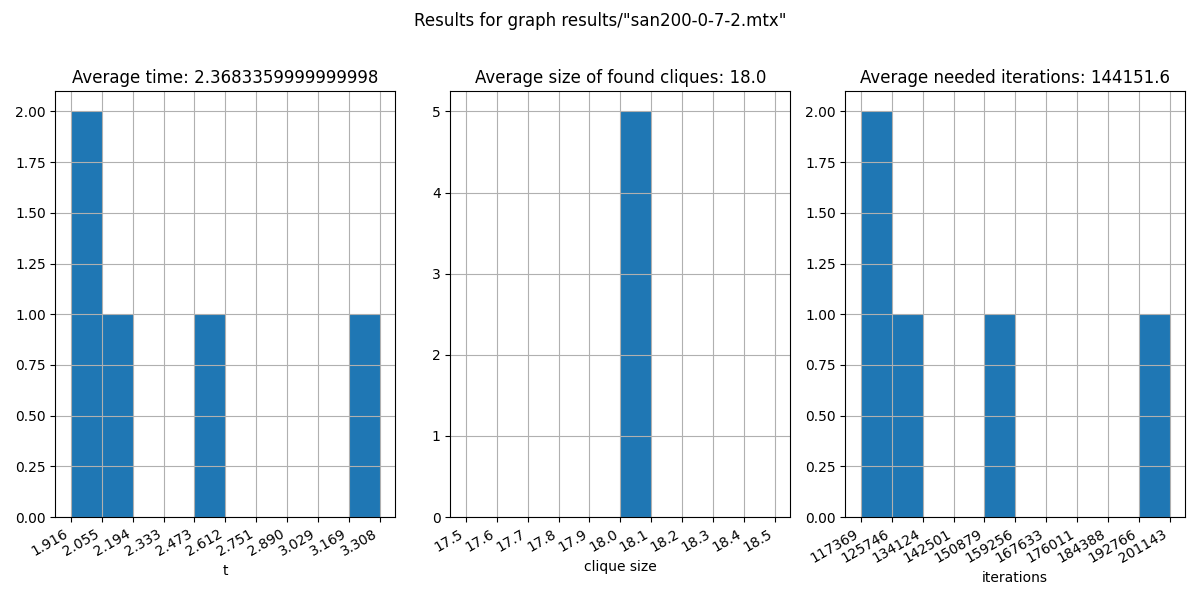 Results for graph results/"san200-0-7-2.mtx"
Average time: 2.3683359999999998
2.00
1.75
1.50
1.25
1.00
0.75
0.50
0.25
0.00
1.916 2.055 2.194 2.333 2.473 2.612 2.751 2.890 3.029 3.169 3.308
t
Average size of found cliques: 18.0
5
4
3
2
1
0
17.5 17.6 17.7 17.8 17.9 18.0 18.1 18.2 18.3 18.4 18.5
clique size
Average needed iterations: 144151.6
2.00
1.75
1.50
1.25
1.00
0.75
0.50
0.25
0.00
117369 125746 134124 142501 150879 159256 167633 176011 184388 192766 201143
iterations